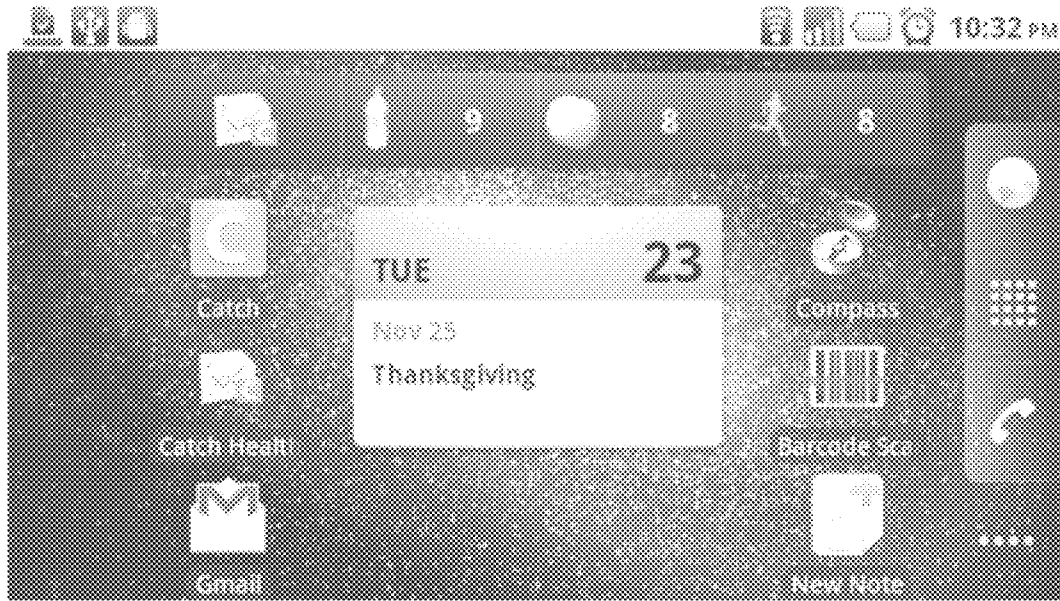 10:32 PM
9 8 8
TUE 23
Nov 25
Thanksgiving
Catch
Catch Healt
Gmail
Compass
Barcode Sca
New Note